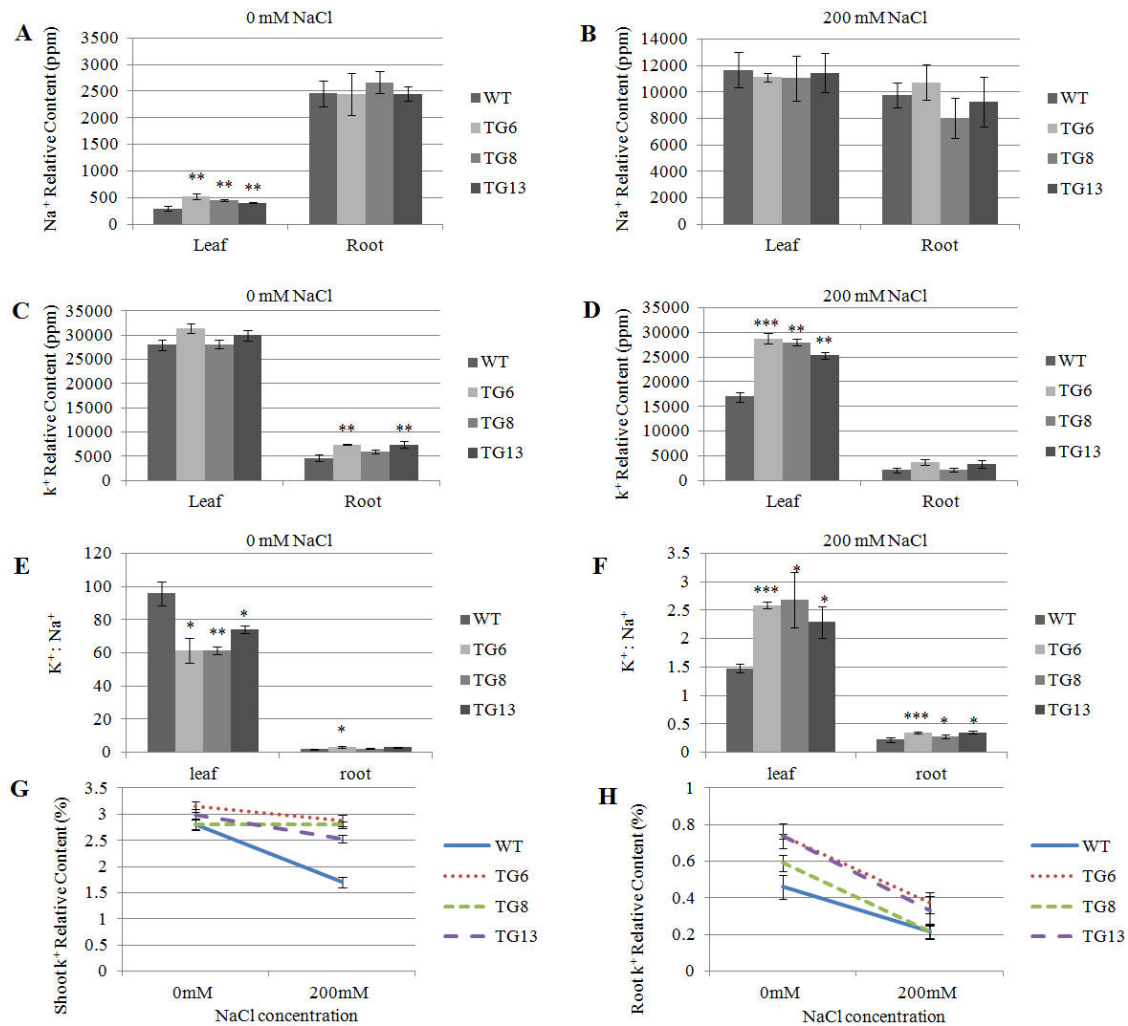 A
0 mM NaCl
Na⁺ Relative Content (ppm)
3500
3000
2500
2000
1500
1000
500
0
** ** **
Leaf Root
WT
TG6
TG8
TG13
B
200 mM NaCl
Na⁺ Relative Content (ppm)
14000
12000
10000
8000
6000
4000
2000
0
Leaf Root
WT
TG6
TG8
TG13
C
0 mM NaCl
k⁺ Relative Content (ppm)
35000
30000
25000
20000
15000
10000
5000
0
** **
Leaf Root
WT
TG6
TG8
TG13
D
200 mM NaCl
k⁺ Relative Content (ppm)
35000
30000
25000
20000
15000
10000
5000
0
*** ** **
Leaf Root
WT
TG6
TG8
TG13
E
0 mM NaCl
K⁺ : Na⁺
120
100
80
60
40
20
0
* ** * *
leaf root
WT
TG6
TG8
TG13
F
200 mM NaCl
K⁺ : Na⁺
3.5
3
2.5
2
1.5
1
0.5
0
*** * * *** * *
leaf root
WT
TG6
TG8
TG13
G
Shoot k⁺ Relative Content (%)
3.5
3
2.5
2
1.5
1
0.5
0
0mM 200mM
NaCl concentration
WT
TG6
TG8
TG13
H
Root k⁺ Relative Content (%)
1
0.8
0.6
0.4
0.2
0
0mM 200mM
NaCl concentration
WT
TG6
TG8
TG13